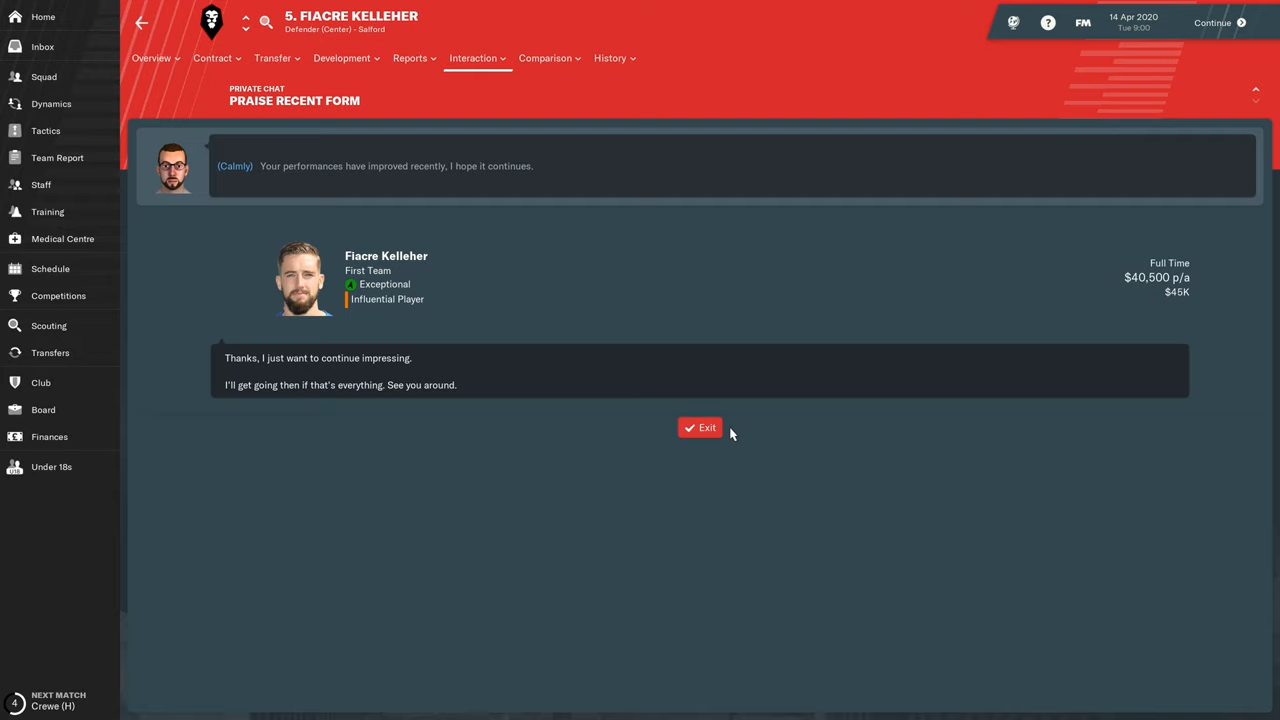 Home
Inbox
Squad
Dynamics
Tactics
Team Report
Staff
Training
Medical Centre
Schedule
Competitions
Scouting
Transfers
Club
Board
Finances
U18
Under 18s
4
NEXT MATCH
Crewe (H)
5. FIACRE KELLEHER
Defender (Center) - Salford
?
FM
14 Apr 2020
Tue 9:00
Continue
Overview
Contract
Transfer
Development
Reports
Interaction
Comparison
History
PRIVATE CHAT
PRAISE RECENT FORM
(Calmly) Your performances have improved recently, I hope it continues.
Fiacre Kelleher
First Team
Exceptional
Influential Player
Full Time
$40,500 p/a
$45K
Thanks, I just want to continue impressing.
I'll get going then if that's everything. See you around.
Exit